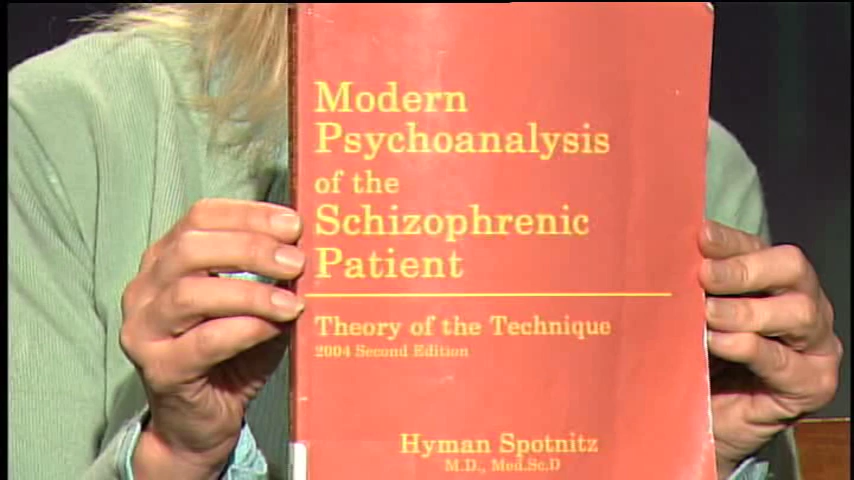 Modern
Psychoanalysis
of the
Schizophrenic
Patient
Theory of the Technique
2004 Second Edition
Hyman Spotnitz
M.D., Med.Sc.D